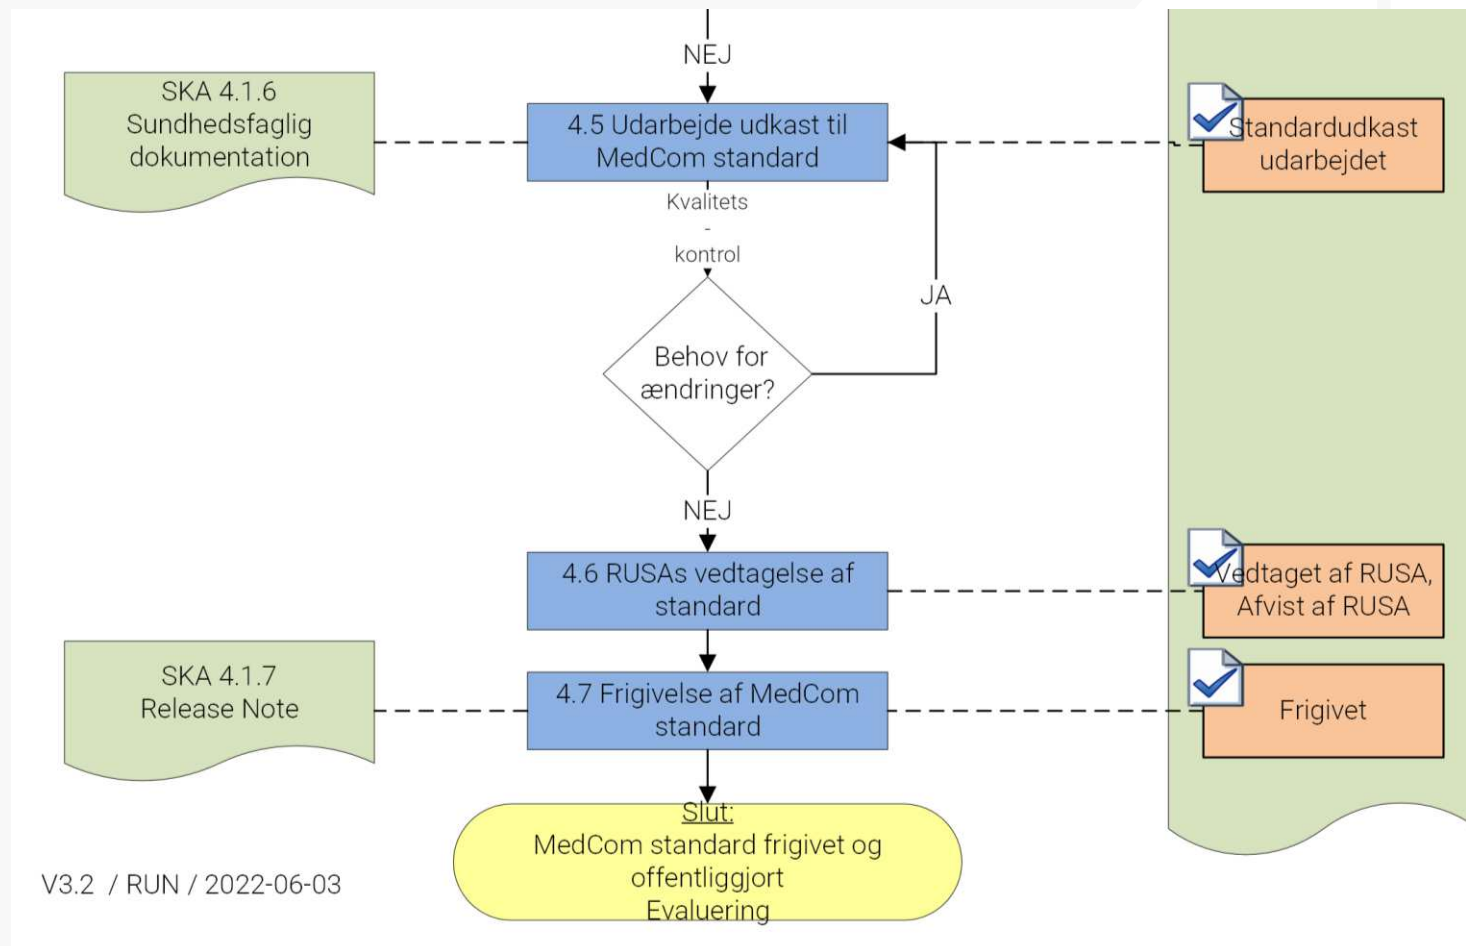 NEJ
SKA 4.1.6
Sundhedsfaglig
dokumentation
4.5 Udarbejde udkast til
MedCom standard
Standardudkast
udarbejdet
Kvalitets
-
kontrol
JA
Behov for
ændringer?
NEJ
4.6 RUSAs vedtagelse af
standard
Vedtaget af RUSA,
Afvist af RUSA
SKA 4.1.7
Release Note
4.7 Frigivelse af MedCom
standard
Frigivet
Slut:
MedCom standard frigivet og
offentliggjort
Evaluering
V3.2 / RUN / 2022-06-03